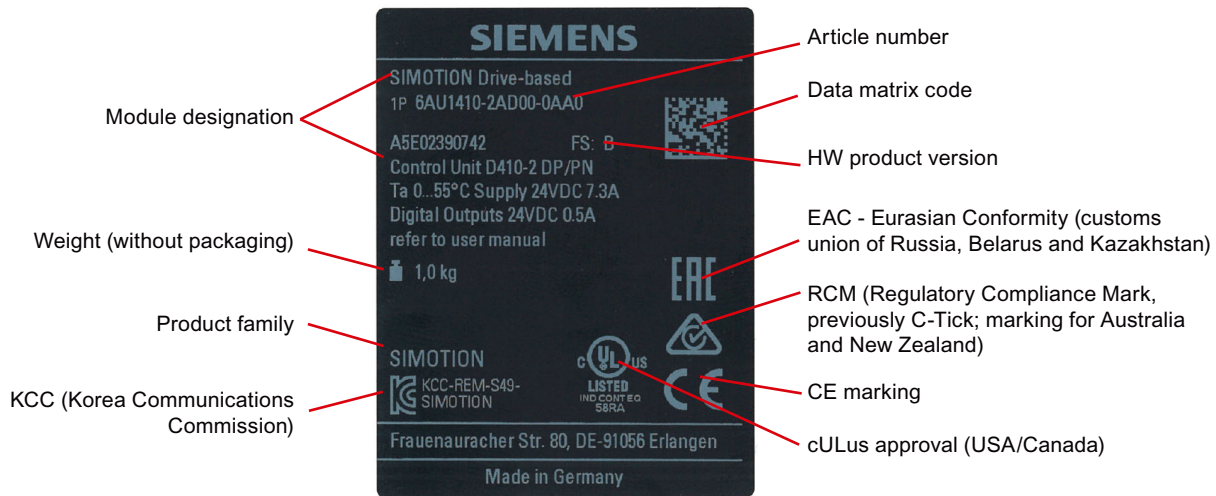 SIEMENS
SIMOTION Drive-based
1P 6AU1410-2AD00-0AA0
A5E02390742 FS: B
Control Unit D410-2 DP/PN
Ta 0...55°C Supply 24VDC 7.3A
Digital Outputs 24VDC 0.5A
refer to user manual
1,0 kg
EAC
SIMOTION
KCC-REM-S49-
SIMOTION
C UL US
LISTED
IND CONT EQ
58RA
CE
Frauenauracher Str. 80, DE-91056 Erlangen
Made in Germany
Module designation
Weight (without packaging)
Product family
KCC (Korea Communications
Commission)
Article number
Data matrix code
HW product version
EAC - Eurasian Conformity (customs
union of Russia, Belarus and Kazakhstan)
RCM (Regulatory Compliance Mark,
previously C-Tick; marking for Australia
and New Zealand)
CE marking
cULus approval (USA/Canada)